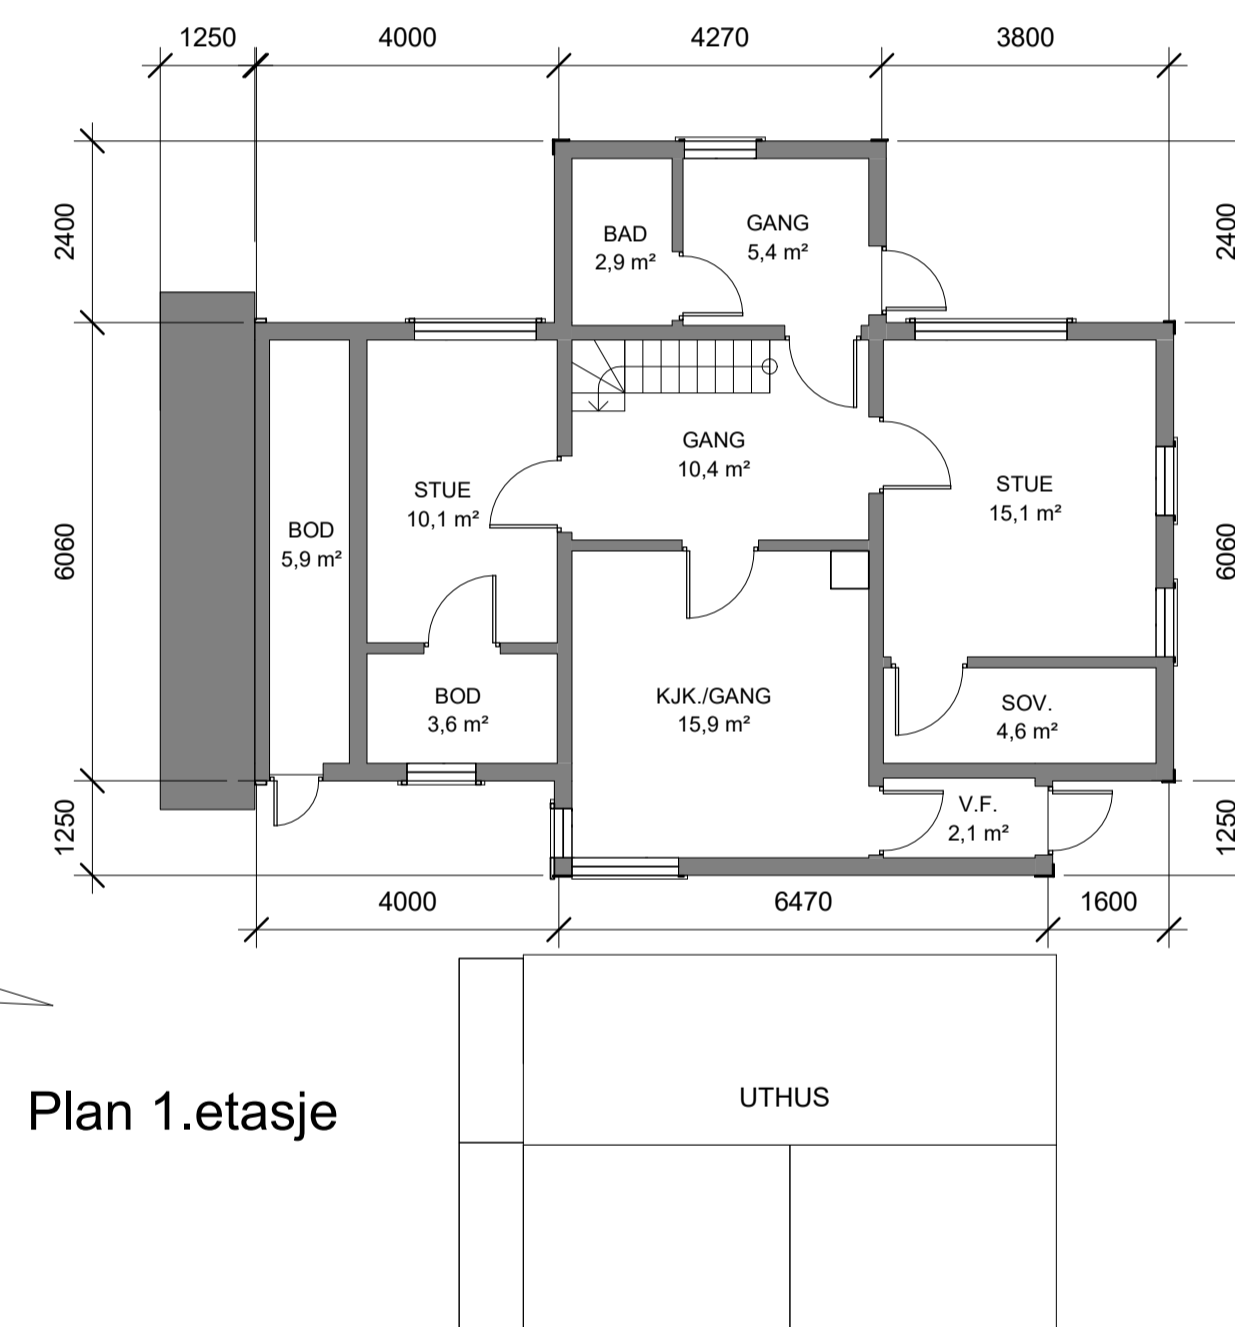 1250 4000 4270 3800
2400
2400
BAD
2,9 m²
GANG
5,4 m²
GANG
10,4 m²
STUE
10,1 m²
STUE
15,1 m²
BOD
5,9 m²
6060
6060
BOD
3,6 m²
KJK./GANG
15,9 m²
SOV.
4,6 m²
V.F.
2,1 m²
1250
1250
4000 6470 1600
UTHUS
Plan 1.etasje